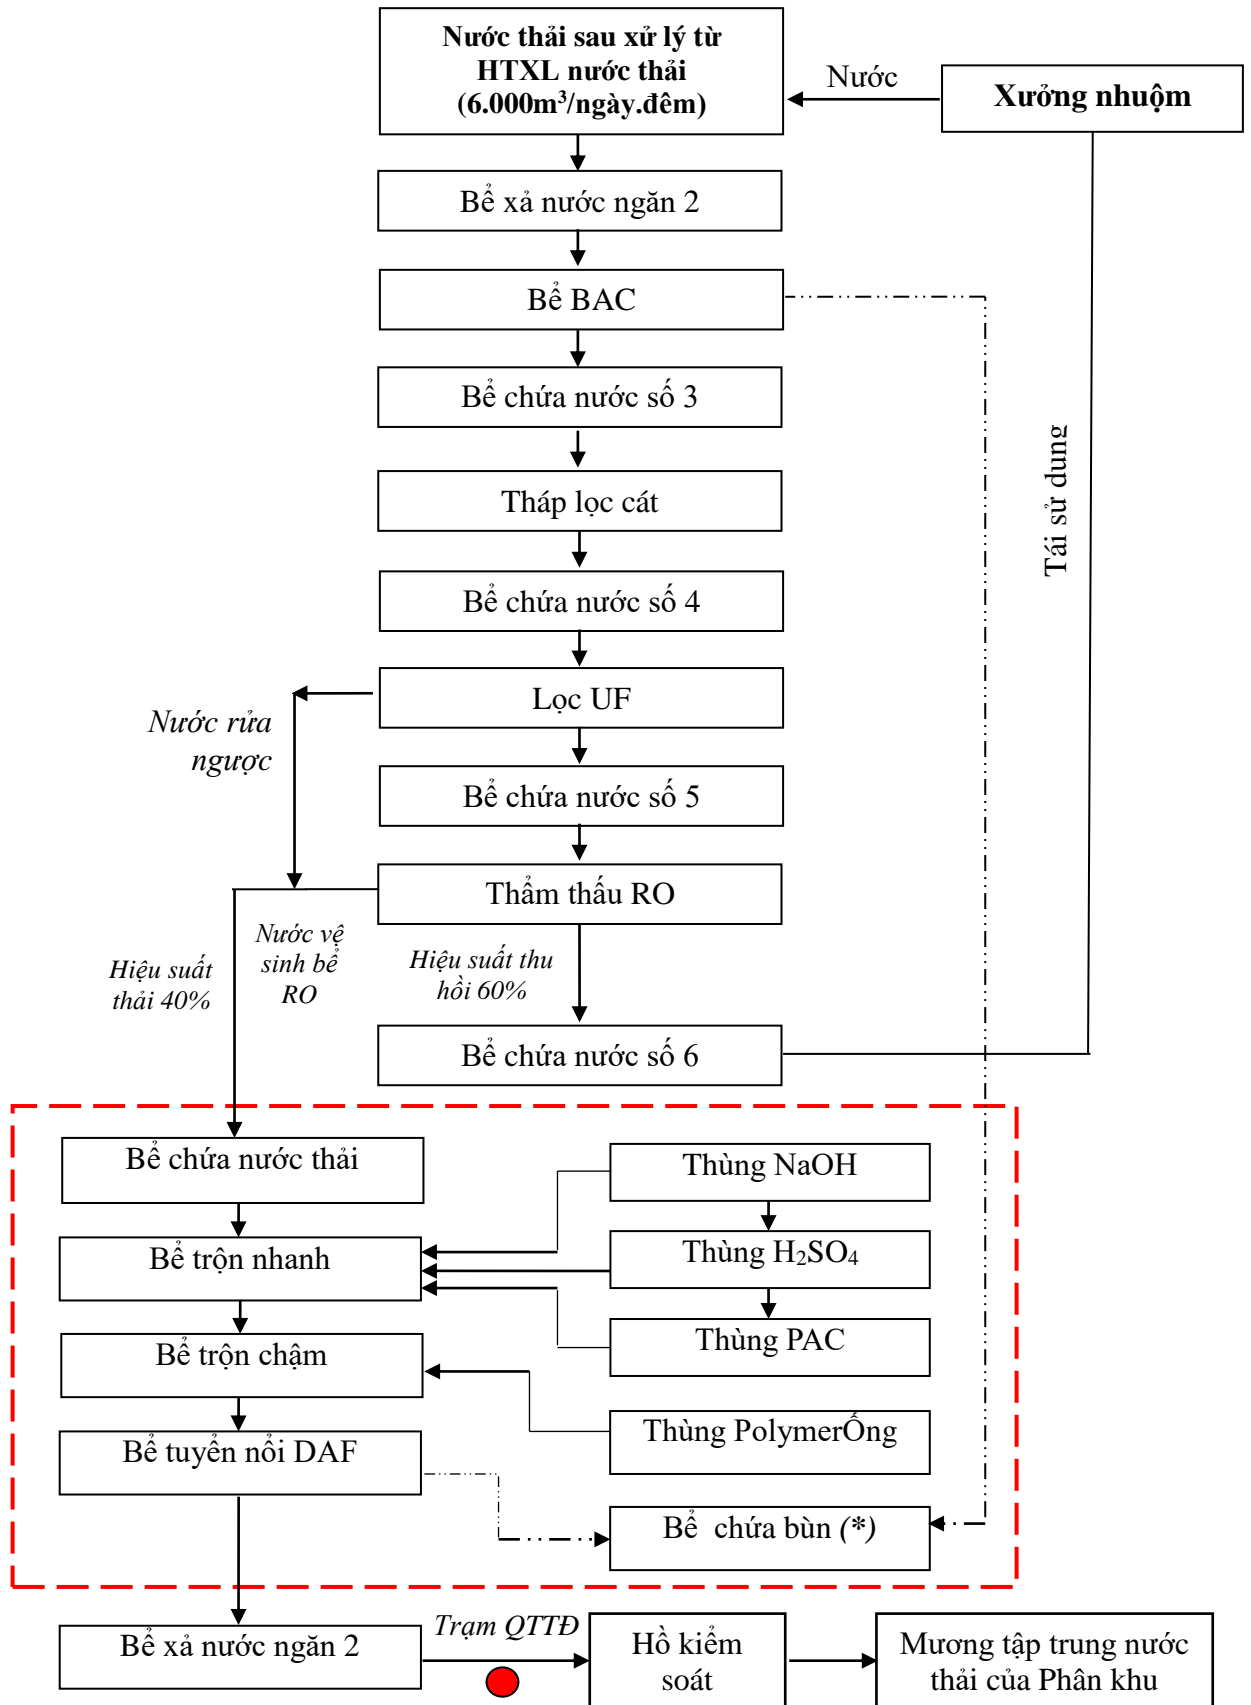 Nước thải sau xử lý từ
HTXL nước thải
(6.000m³/ngày.đêm)
Nước
Xưởng nhuộm
Bể xả nước ngăn 2
Bể BAC
Bể chứa nước số 3
Tháp lọc cát
Tái sử dung
Bể chứa nước số 4
Lọc UF
Nước rửa
ngược
Bể chứa nước số 5
Thẩm thấu RO
Nước vệ
sinh bể
RO
Hiệu suất
thải 40%
Hiệu suất thu
hồi 60%
Bể chứa nước số 6
Bể chứa nước thải
Thùng NaOH
Bể trộn nhanh
Thùng H₂SO₄
Bể trộn chậm
Thùng PAC
Bể tuyển nổi DAF
Thùng PolymerỐng
Bể chứa bùn (*)
Bể xả nước ngăn 2
Trạm QTTĐ
Hồ kiểm
soát
Mương tập trung nước
thải của Phân khu